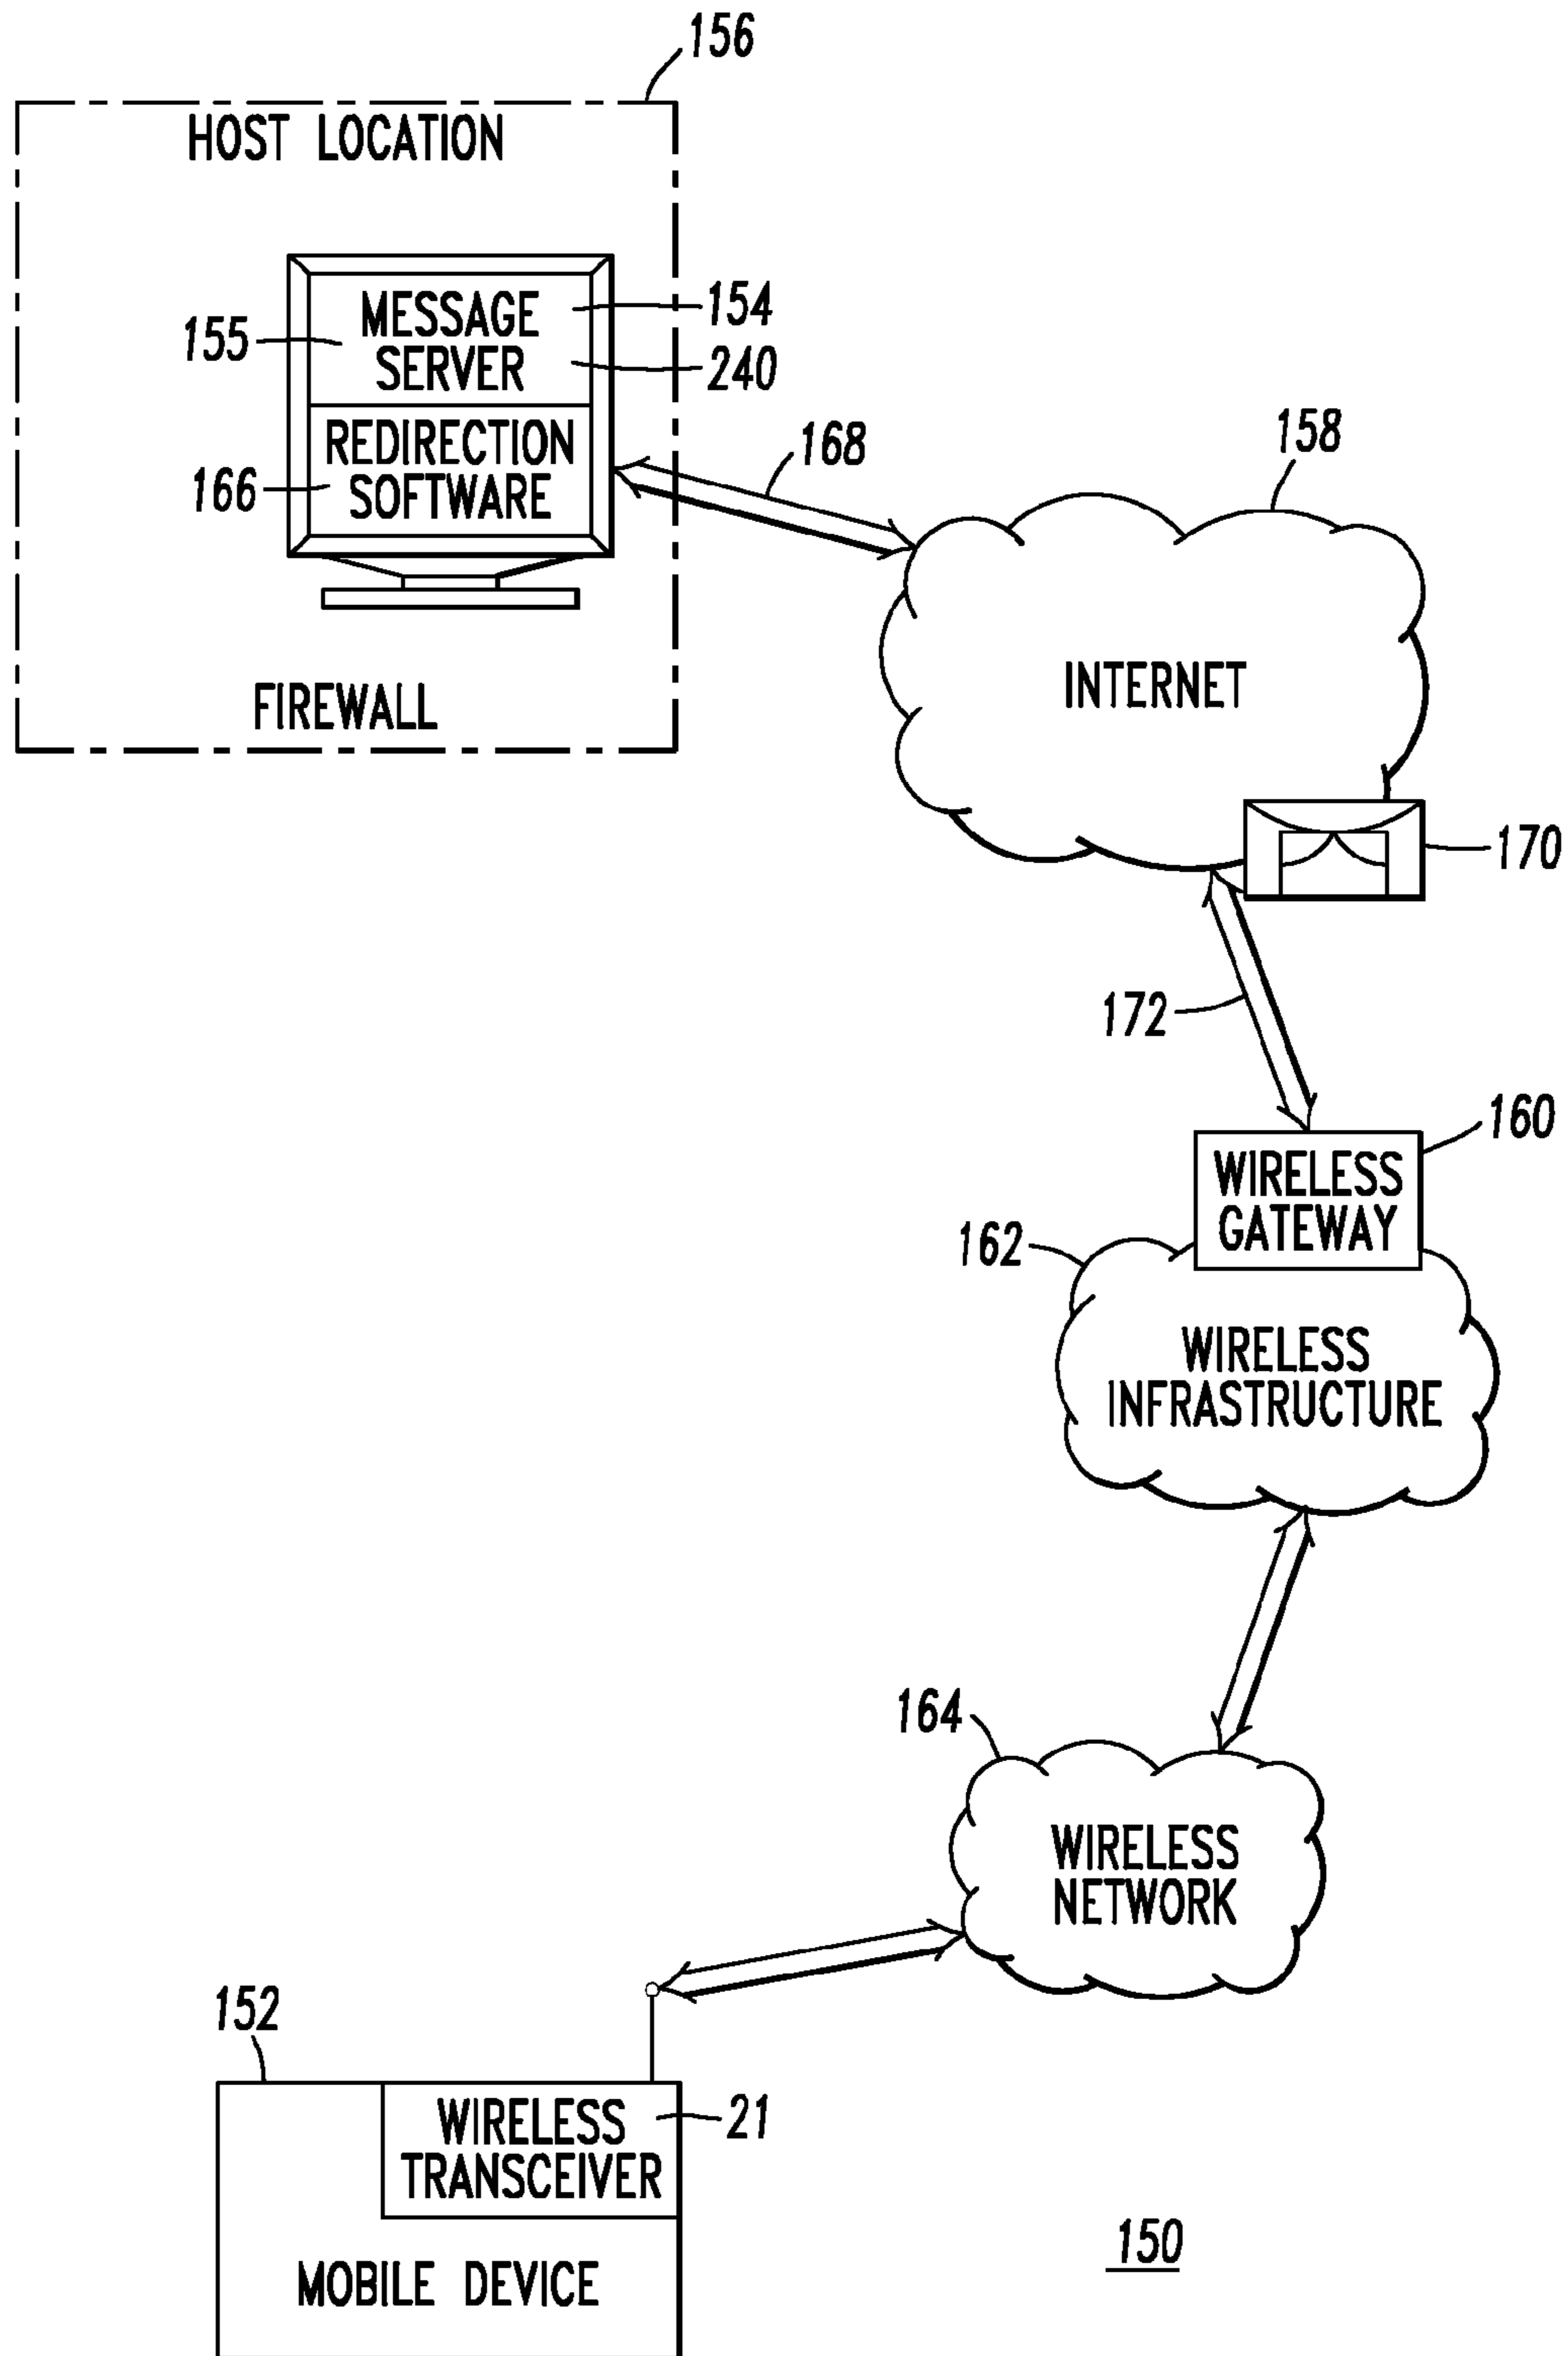 156
HOST LOCATION
MESSAGE
SERVER
154
155
240
REDIRECTION
SOFTWARE
166
168
158
FIREWALL
INTERNET
170
172
160
WIRELESS
GATEWAY
162
WIRELESS
INFRASTRUCTURE
164
WIRELESS
NETWORK
152
WIRELESS
TRANSCEIVER
21
MOBILE DEVICE
150